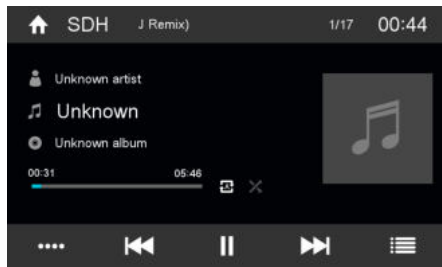 SDH J Remix) 1/17 00:44
Unknown artist
Unknown
Unknown album
00:31 05:46